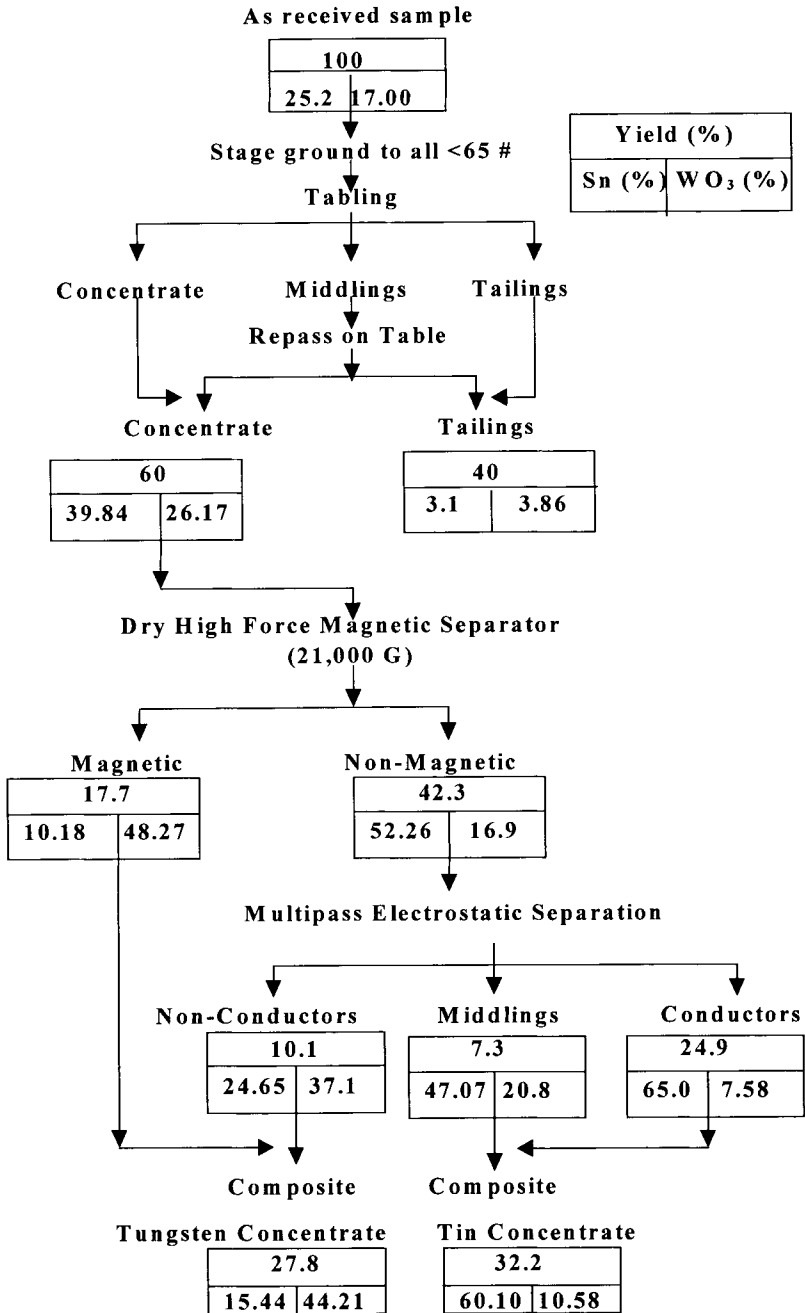 As received sample
100
25.2 17.00
Stage ground to all <65 #
Yield (%)
Sn (%) WO₃ (%)
Tabling
Concentrate Middlings Tailings
Repass on Table
Concentrate Tailings
60 40
39.84 26.17 3.1 3.86
Dry High Force Magnetic Separator
(21,000 G)
Magnetic Non-Magnetic
17.7 42.3
10.18 48.27 52.26 16.9
Multipass Electrostatic Separation
Non-Conductors Middlings Conductors
10.1 7.3 24.9
24.65 37.1 47.07 20.8 65.0 7.58
Composite Composite
Tungsten Concentrate Tin Concentrate
27.8 32.2
15.44 44.21 60.10 10.58